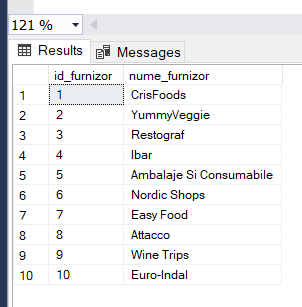 121 %
Results Messages
id_furnizor nume_furnizor
1 1 CrisFoods
2 2 YummyVeggie
3 3 Restograf
4 4 Ibar
5 5 Ambalaje Si Consumabile
6 6 Nordic Shops
7 7 Easy Food
8 8 Attacco
9 9 Wine Trips
10 10 Euro-Indal